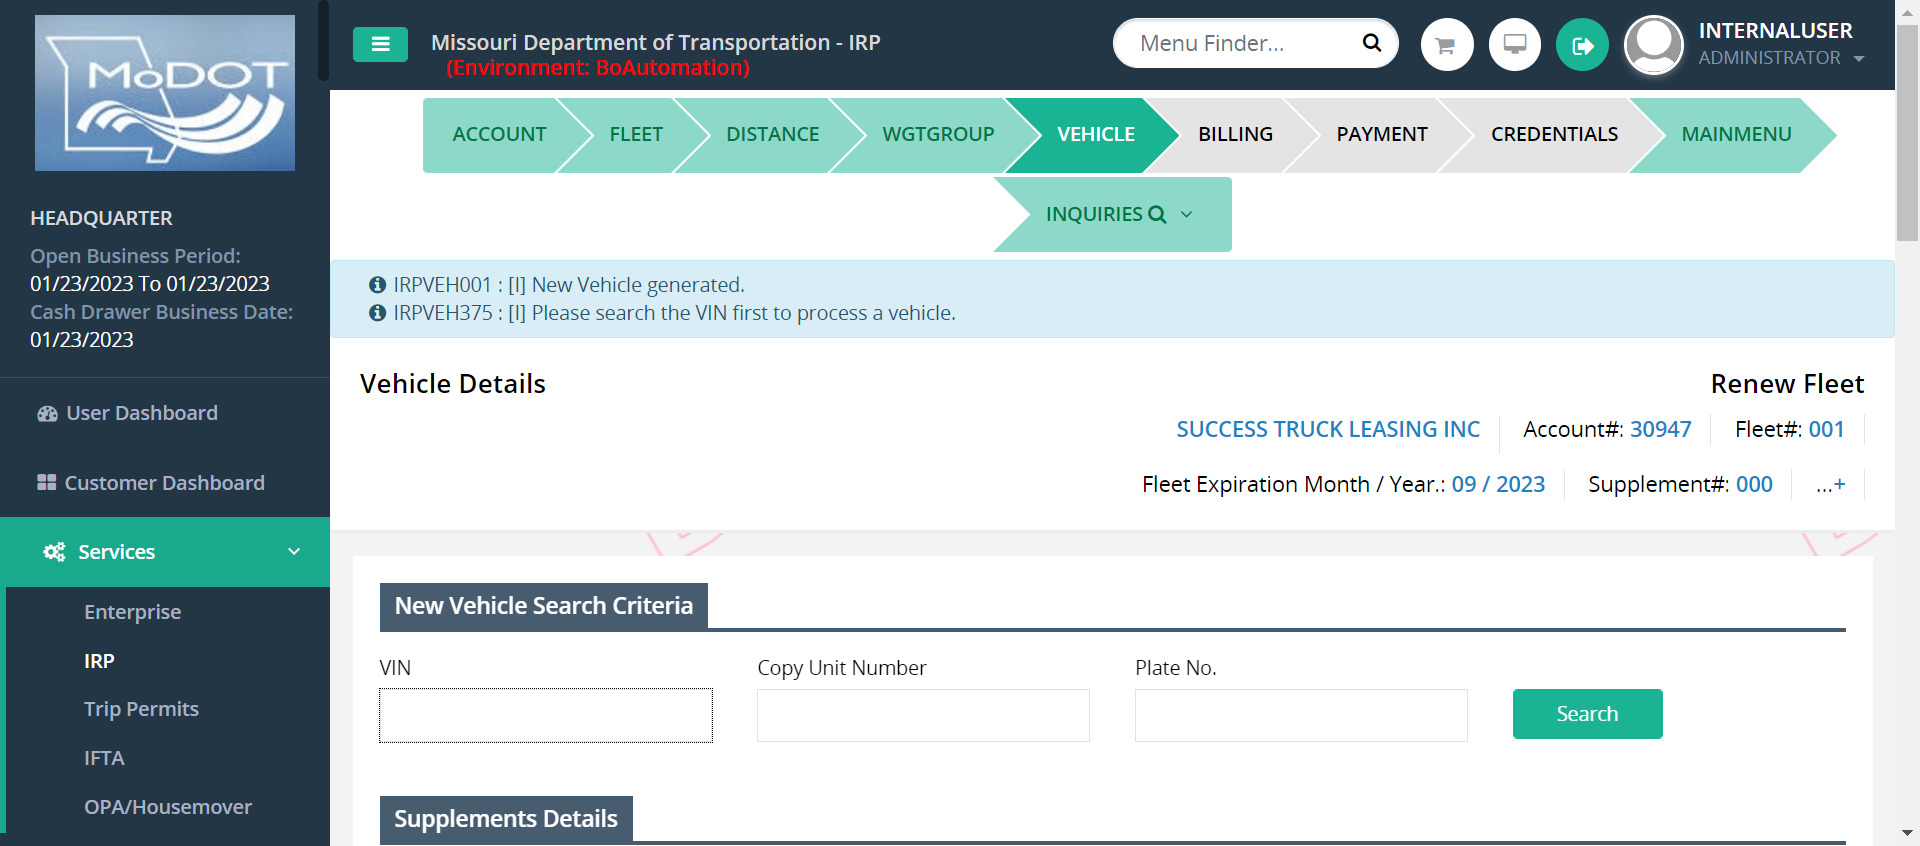 MODOT
HEADQUARTER
Open Business Period:
01/23/2023 To 01/23/2023
Cash Drawer Business Date:
01/23/2023
User Dashboard
Customer Dashboard
Services
Enterprise
IRP
Trip Permits
IFTA
OPA/Housemover
Missouri Department of Transportation - IRP
(Environment: BoAutomation)
Menu Finder...
INTERNALUSER
ADMINISTRATOR
ACCOUNT FLEET DISTANCE WGTGROUP VEHICLE BILLING PAYMENT CREDENTIALS MAINMENU
INQUIRIES
IRPVEH001 : [I] New Vehicle generated.
IRPVEH375 : [I] Please search the VIN first to process a vehicle.
Vehicle Details
Renew Fleet
SUCCESS TRUCK LEASING INC Account#: 30947 Fleet#: 001
Fleet Expiration Month / Year.: 09 / 2023 Supplement#: 000 ...+
New Vehicle Search Criteria
VIN Copy Unit Number Plate No.
Search
Supplements Details